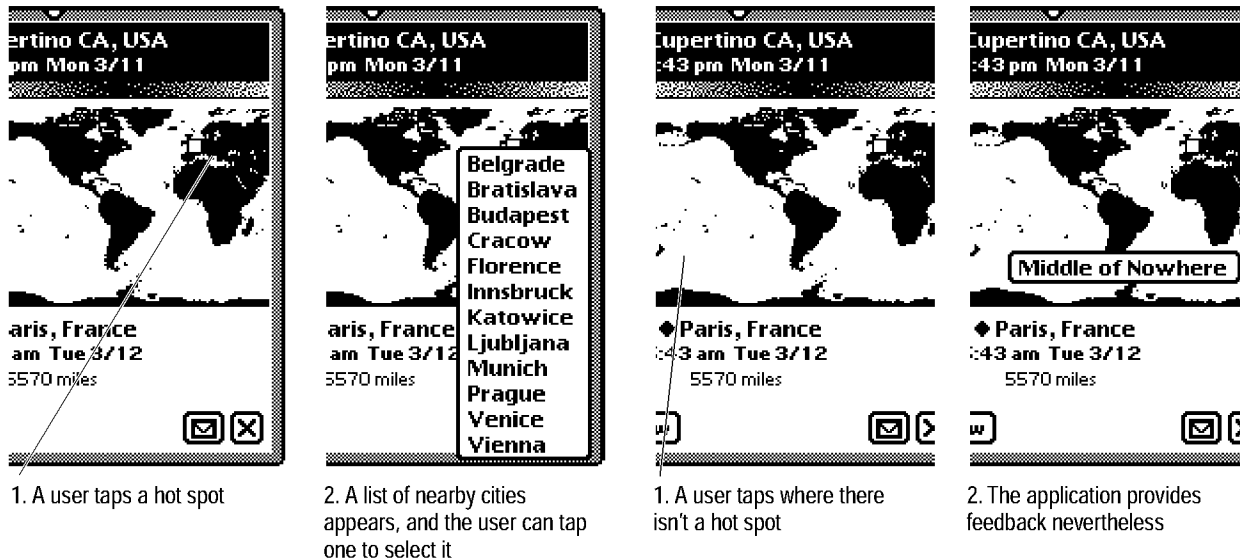 ertino CA, USA
pm Mon 3/11
aris, France
am Tue 3/12
5570 miles
1. A user taps a hot spot
ertino CA, USA
pm Mon 3/11
Belgrade
Bratislava
Budapest
Cracow
Florence
Innsbruck
Katowice
Ljubljana
Munich
Prague
Venice
Vienna
aris, France
am Tue 3/12
5570 miles
2. A list of nearby cities
appears, and the user can tap
one to select it
Cupertino CA, USA
:43 pm Mon 3/11
◆Paris, France
:43 am Tue 3/12
5570 miles
w
1. A user taps where there
isn't a hot spot
Cupertino CA, USA
:43 pm Mon 3/11
Middle of Nowhere
◆Paris, France
:43 am Tue 3/12
5570 miles
w
2. The application provides
feedback nevertheless